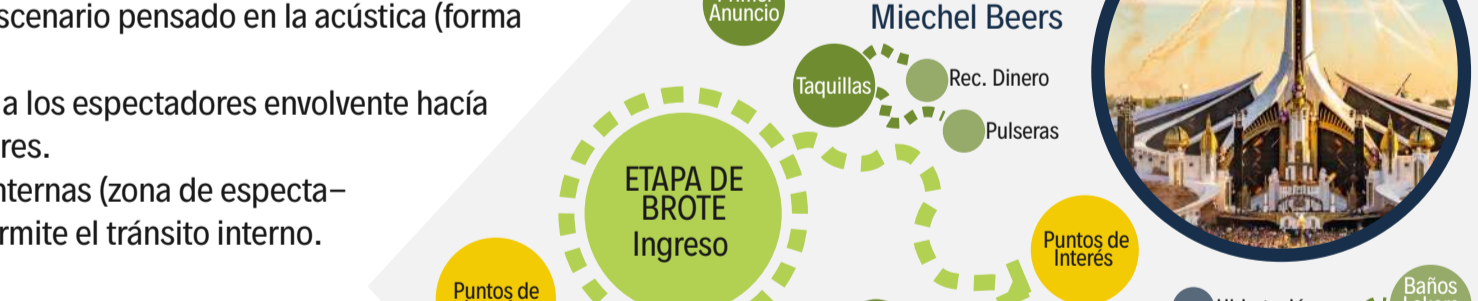 scenario pensado en la acústica (forma
a los espectadores envolvente hacía
res.
nternas (zona de especta–
rmite el tránsito interno.
Anuncio
Miechel Beers
Taquillas
Rec. Dinero
Pulseras
ETAPA DE
BROTE
Ingreso
Puntos de
Interés
Puntos de
Baños